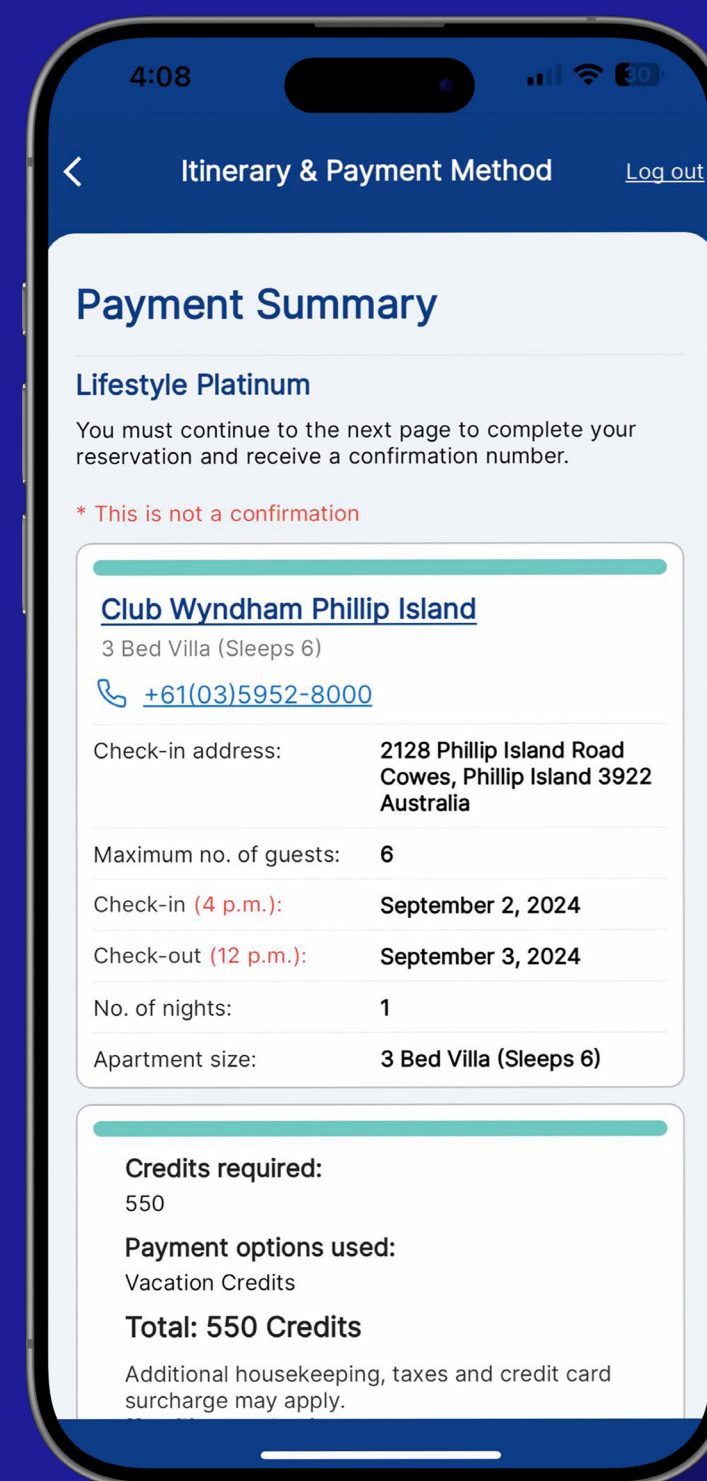 4:08
30
Itinerary & Payment Method
Log out
Payment Summary
Lifestyle Platinum
You must continue to the next page to complete your
reservation and receive a confirmation number.
* This is not a confirmation
Club Wyndham Phillip Island
3 Bed Villa (Sleeps 6)
+61(03)5952-8000
Check-in address: 2128 Phillip Island Road
Cowes, Phillip Island 3922
Australia
Maximum no. of guests: 6
Check-in (4 p.m.): September 2, 2024
Check-out (12 p.m.): September 3, 2024
No. of nights: 1
Apartment size: 3 Bed Villa (Sleeps 6)
Credits required:
550
Payment options used:
Vacation Credits
Total: 550 Credits
Additional housekeeping, taxes and credit card
surcharge may apply.